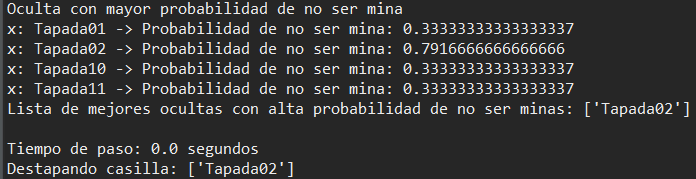 Oculta con mayor probabilidad de no ser mina
x: Tapada01 -> Probabilidad de no ser mina: 0.33333333333333337
x: Tapada02 -> Probabilidad de no ser mina: 0.7916666666666666
x: Tapada10 -> Probabilidad de no ser mina: 0.33333333333333337
x: Tapada11 -> Probabilidad de no ser mina: 0.33333333333333337
Lista de mejores ocultas con alta probabilidad de no ser minas: ['Tapada02']
Tiempo de paso: 0.0 segundos
Destapando casilla: ['Tapada02']